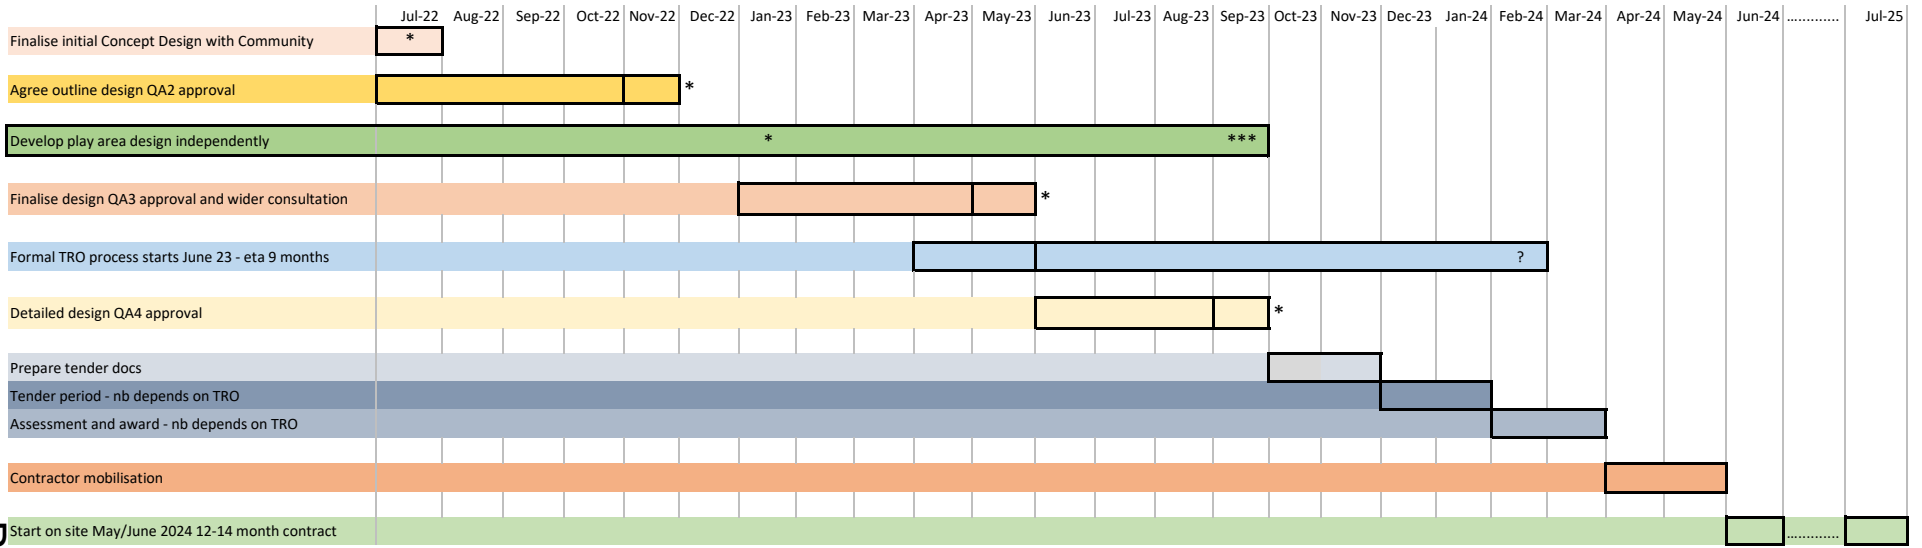 Jul-22 Aug-22 Sep-22 Oct-22 Nov-22 Dec-22 Jan-23 Feb-23 Mar-23 Apr-23 May-23 Jun-23 Jul-23 Aug-23 Sep-23 Oct-23 Nov-23 Dec-23 Jan-24 Feb-24 Mar-24 Apr-24 May-24 Jun-24 ............. Jul-25
Finalise initial Concept Design with Community *
Agree outline design QA2 approval *
Develop play area design independently * ***
Finalise design QA3 approval and wider consultation *
Formal TRO process starts June 23 - eta 9 months ?
Detailed design QA4 approval *
Prepare tender docs
Tender period - nb depends on TRO
Assessment and award - nb depends on TRO
Contractor mobilisation
Start on site May/June 2024 12-14 month contract .............